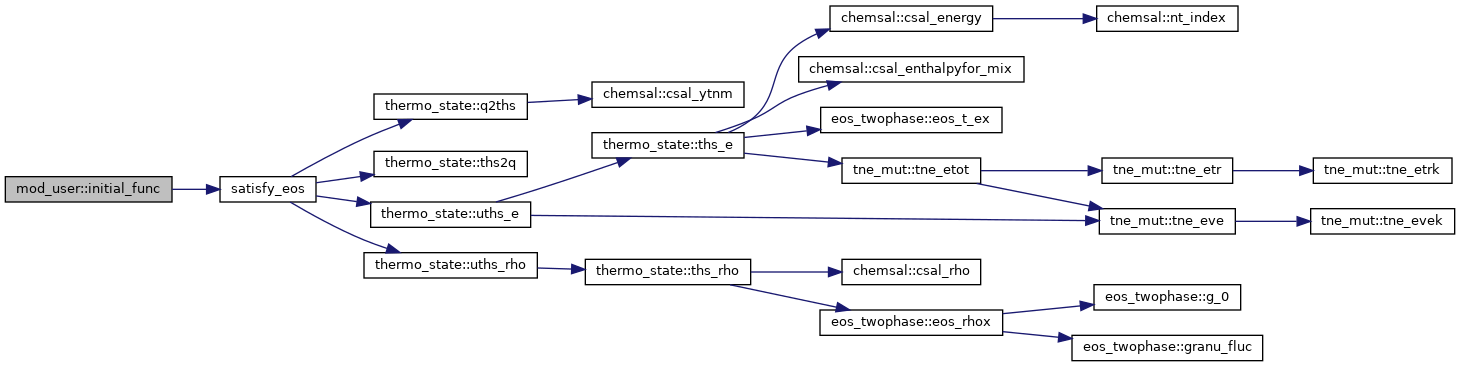 mod_user::initial_func
satisfy_eos
thermo_state::q2ths
chemsal::csal_ytnm
thermo_state::ths2q
thermo_state::uths_e
thermo_state::ths_e
chemsal::csal_energy
chemsal::nt_index
chemsal::csal_enthalpyfor_mix
eos_twophase::eos_t_ex
tne_mut::tne_etot
tne_mut::tne_etr
tne_mut::tne_etrk
tne_mut::tne_eve
tne_mut::tne_evek
thermo_state::uths_rho
thermo_state::ths_rho
chemsal::csal_rho
eos_twophase::eos_rhox
eos_twophase::g_0
eos_twophase::granu_fluc